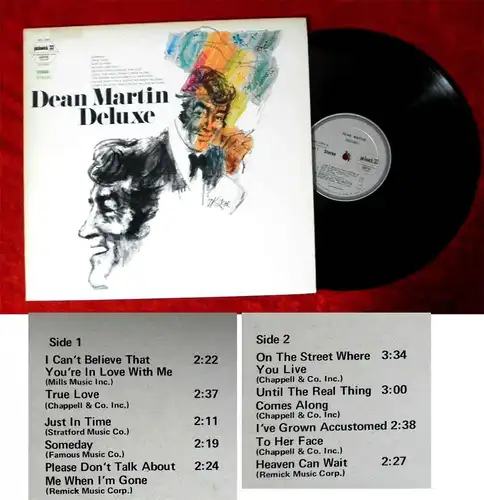 Dean Martin
Deluxe
Stereo
Side 1
I Can't Believe That 2:22
You're In Love With Me
(Mills Music Inc.)
True Love 2:37
(Chappell & Co. Inc.)
Just In Time 2:11
(Stratford Music Co.)
Someday 2:19
(Famous Music Co.)
Please Don't Talk About 2:24
Me When I'm Gone
(Remick Music Corp.)
Side 2
On The Street Where 3:34
You Live
(Chappell & Co. Inc.)
Until The Real Thing 3:00
Comes Along
(Chappell & Co. Inc)
I've Grown Accustomed 2:38
To Her Face
(Chappell & Co. Inc.)
Heaven Can Wait 2:27
(Remick Music Corp.)